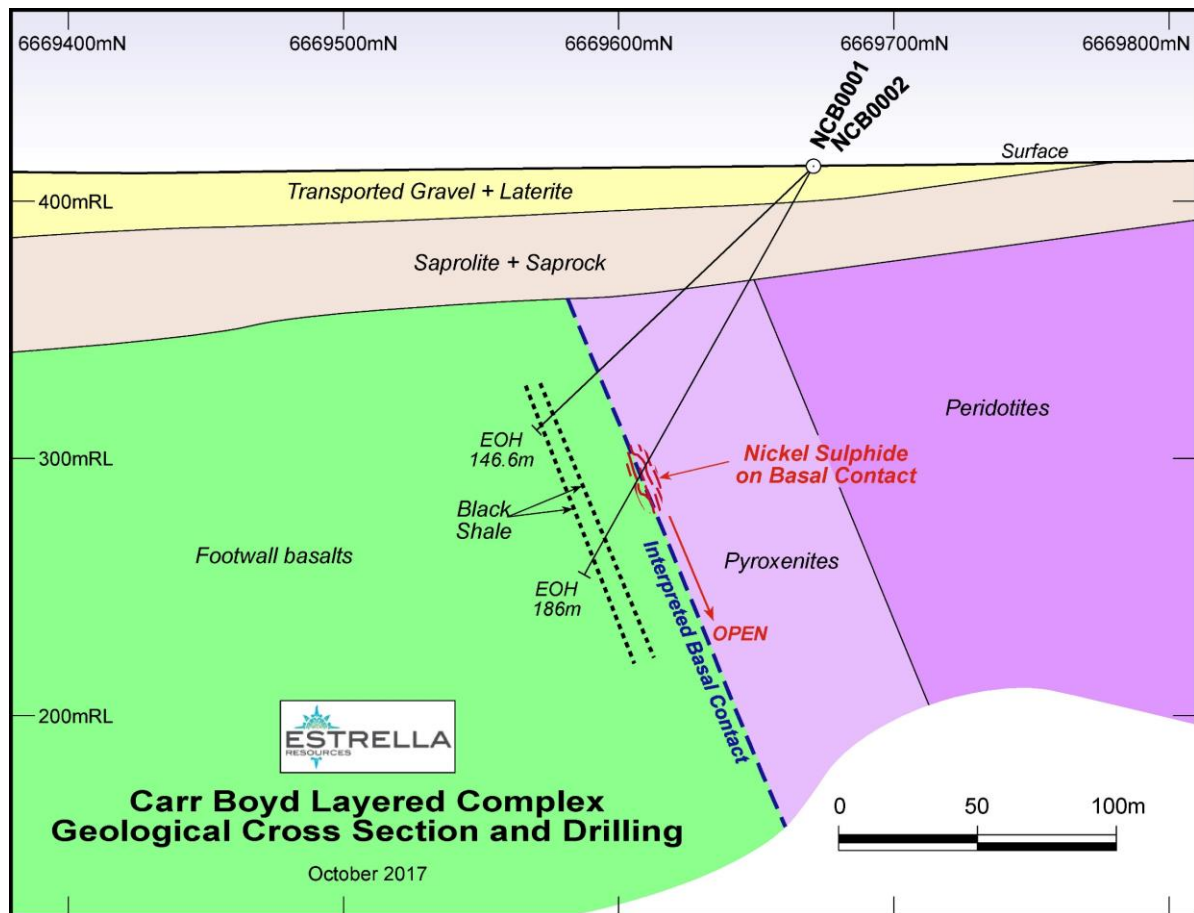 6669400mN
6669500mN
6669600mN
6669700mN
6669800mN
NCB0001
NCB0002
Surface
Transported Gravel + Laterite
400mRL
Saprolite + Saprock
Peridotites
EOH
146.6m
300mRL
Nickel Sulphide
on Basal Contact
Black
Shale
Footwall basalts
Pyroxenites
EOH
186m
Interpreted Basal Contact
OPEN
200mRL
ESTRELLA
RESOURCES
Carr Boyd Layered Complex
Geological Cross Section and Drilling
October 2017
0
50
100m